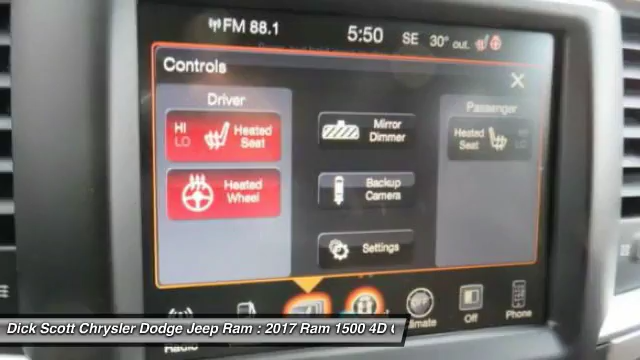 FM 88.1 5:50 SE 30° out.
Controls
Driver
Passenger
HI
LO
Heated
Seat
Mirror
Dimmer
Heated
Seat
HI
LO
Heated
Wheel
Backup
Camera
Settings
Radio
Climate
Off
Phone
Dick Scott Chrysler Dodge Jeep Ram : 2017 Ram 1500 4D